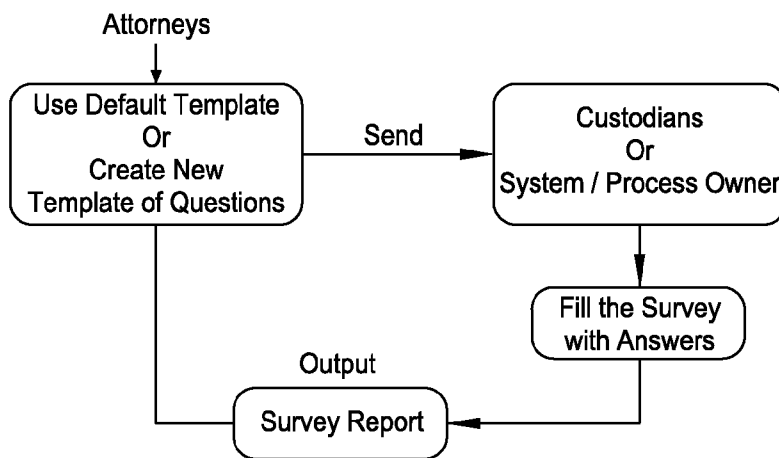 Attorneys
Use Default Template
Or
Create New
Template of Questions
Send
Custodians
Or
System / Process Owner
Fill the Survey
with Answers
Output
Survey Report